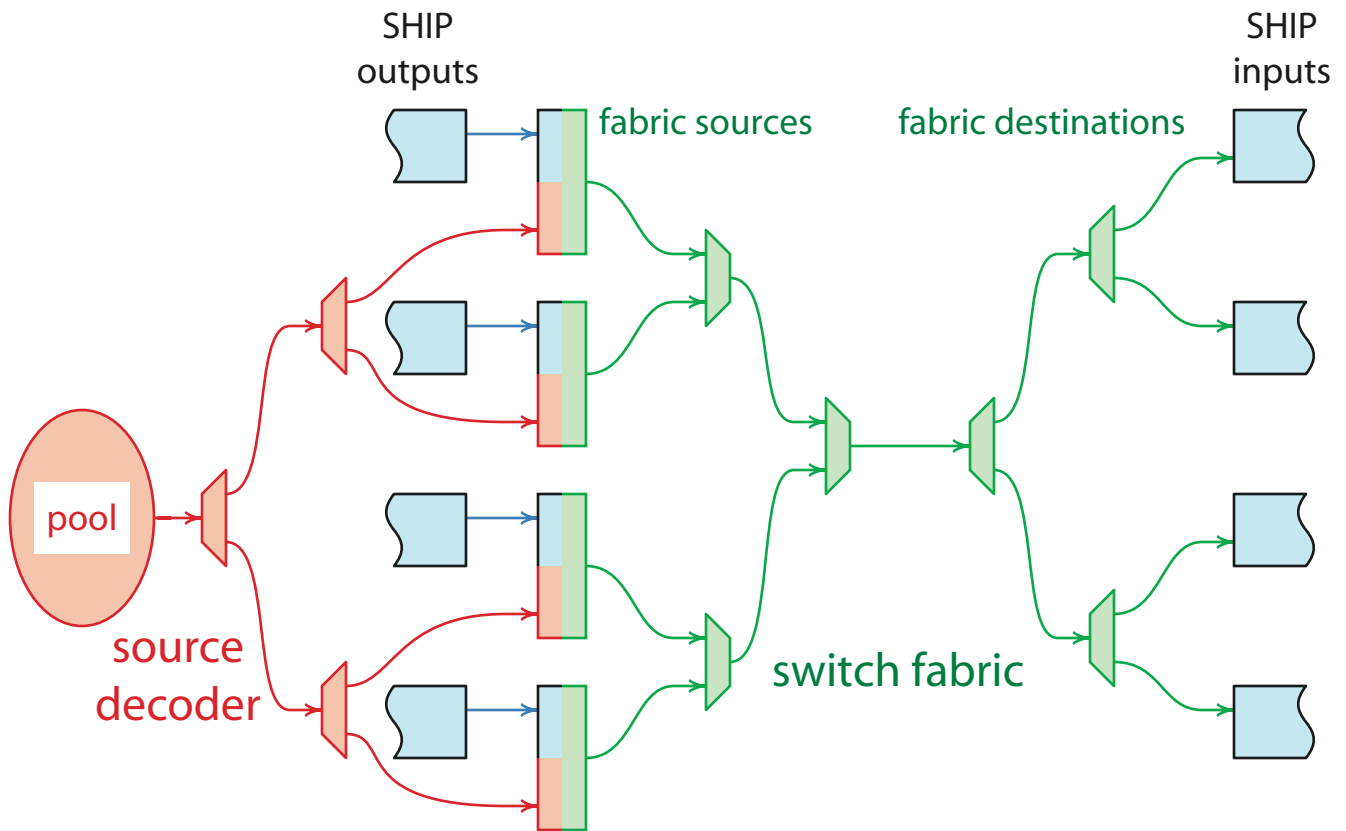 SHIP
outputs
SHIP
inputs
fabric sources
fabric destinations
pool
source
decoder
switch fabric